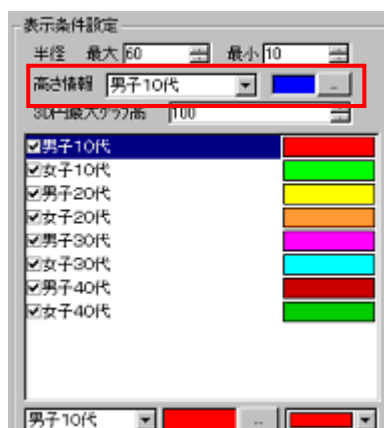 表示条件設定
半径 最大 60 最小 10
高さ情報 男子10代 ...
3D円最大グラフ高 100
男子10代
女子10代
男子20代
女子20代
男子30代
女子30代
男子40代
女子40代
男子10代 ...